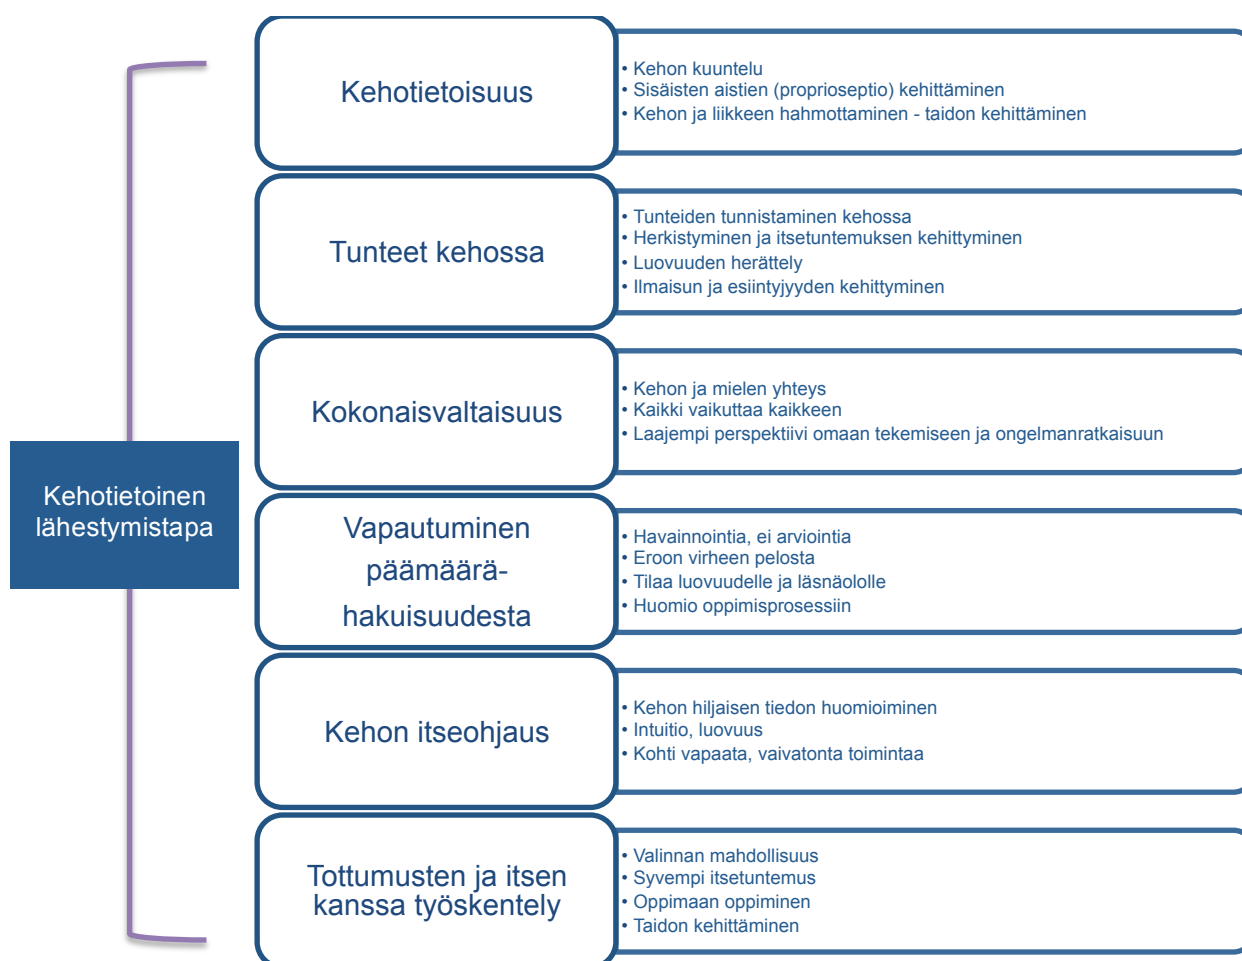 Kehotietoinen
lähestymistapa
Kehotietoisuus
• Kehon kuuntelu
• Sisäisten aistien (proprioseptio) kehittäminen
• Kehon ja liikkeen hahmottaminen - taidon kehittäminen
Tunteet kehossa
• Tunteiden tunnistaminen kehossa
• Herkistyminen ja itsetuntemuksen kehittyminen
• Luovuuden herättely
• Ilmaisun ja esiintyjyyden kehittyminen
Kokonaisvaltaisuus
• Kehon ja mielen yhteys
• Kaikki vaikuttaa kaikkeen
• Laajempi perspektiivi omaan tekemiseen ja ongelmanratkaisuun
Vapautuminen
päämäärä-
hakuisuudesta
• Havainnointia, ei arviointia
• Eroon virheen pelosta
• Tilaa luovuudelle ja läsnäololle
• Huomio oppimisprosessiin
Kehon itseohjaus
• Kehon hiljaisen tiedon huomioiminen
• Intuitio, luovuus
• Kohti vapaata, vaivatonta toimintaa
Tottumusten ja itsen
kanssa työskentely
• Valinnan mahdollisuus
• Syvempi itsetuntemus
• Oppimaan oppiminen
• Taidon kehittäminen